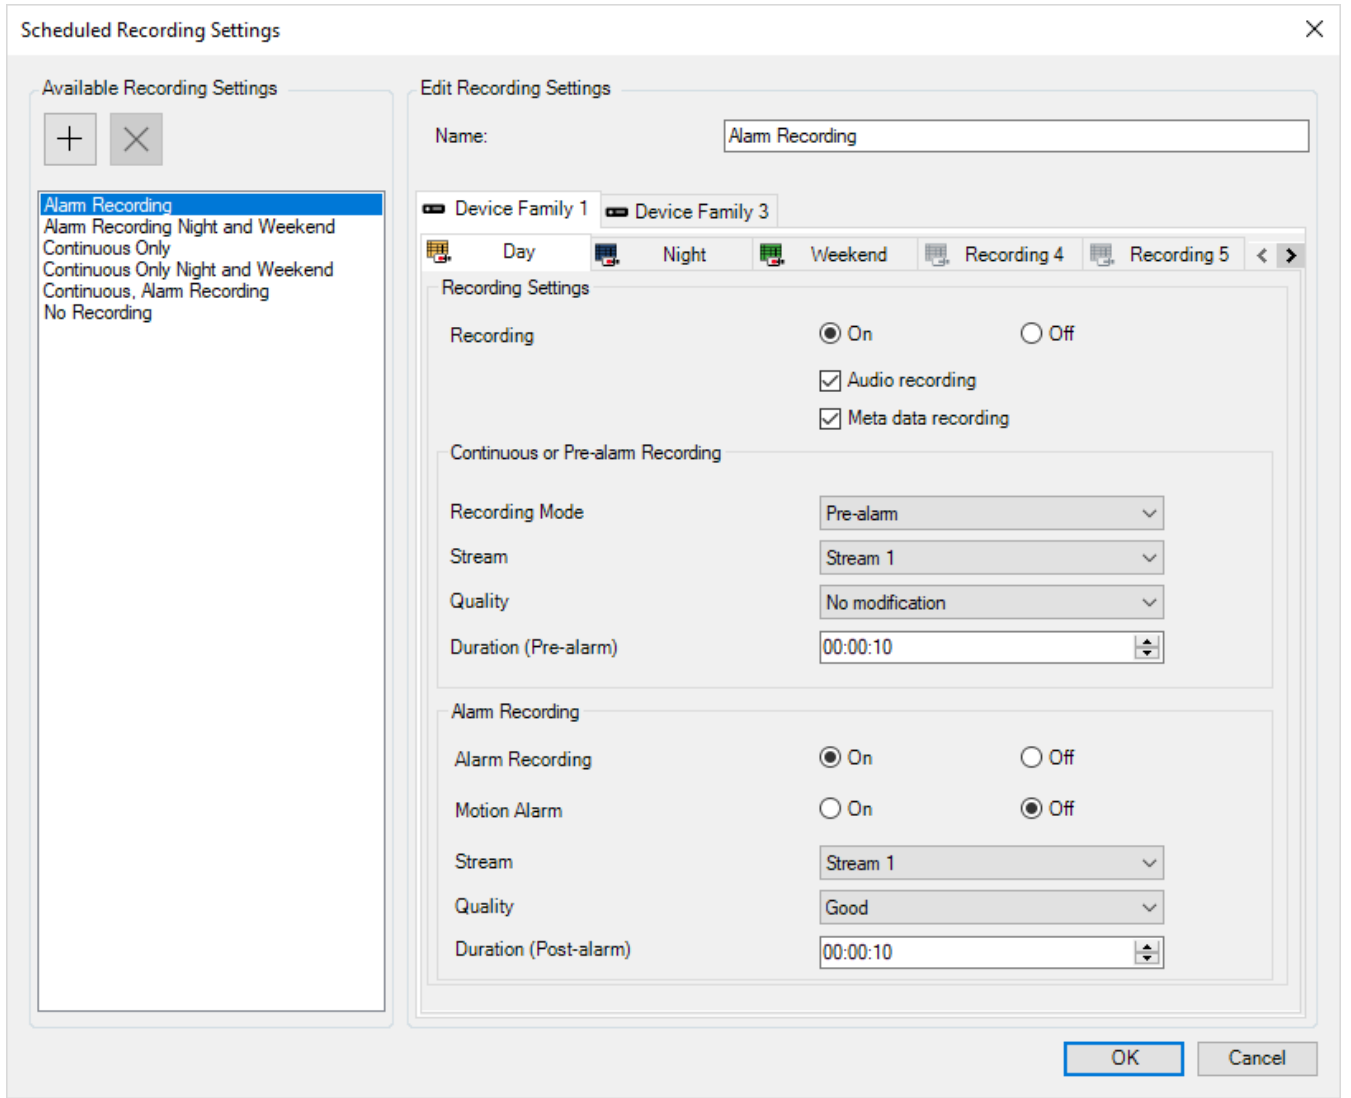 Scheduled Recording Settings
Available Recording Settings
Alarm Recording
Alarm Recording Night and Weekend
Continuous Only
Continuous Only Night and Weekend
Continuous, Alarm Recording
No Recording
Edit Recording Settings
Name: Alarm Recording
Device Family 1 Device Family 3
Day Night Weekend Recording 4 Recording 5
Recording Settings
Recording On Off
Audio recording
Meta data recording
Continuous or Pre-alarm Recording
Recording Mode Pre-alarm
Stream Stream 1
Quality No modification
Duration (Pre-alarm) 00:00:10
Alarm Recording
Alarm Recording On Off
Motion Alarm On Off
Stream Stream 1
Quality Good
Duration (Post-alarm) 00:00:10
OK Cancel